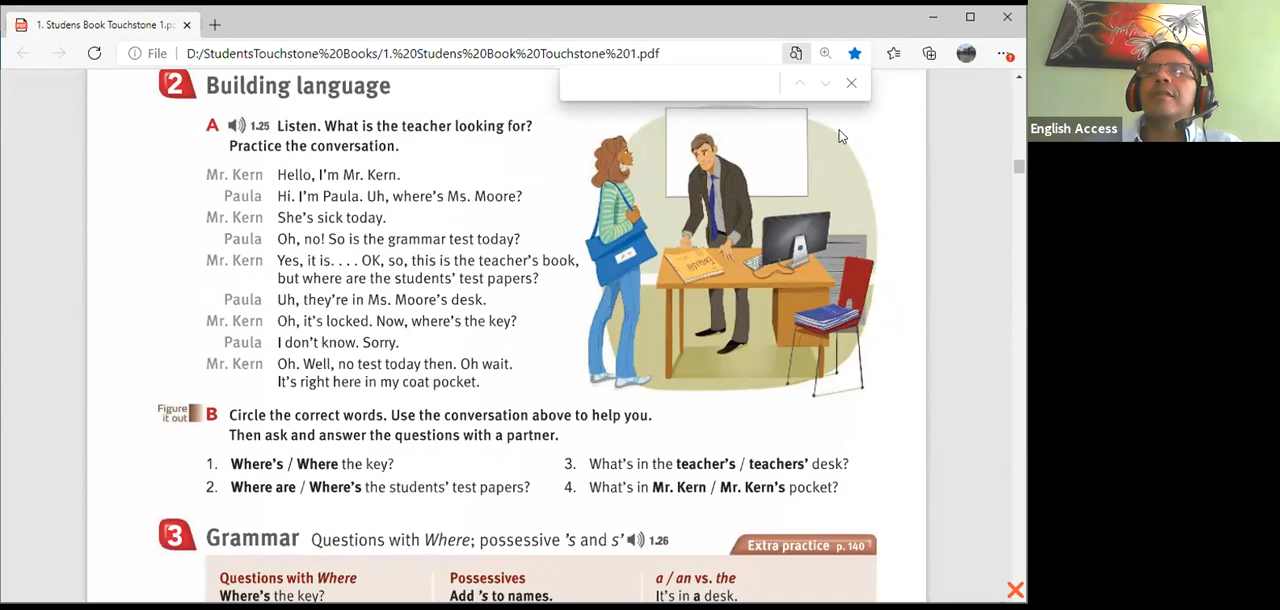 1. Studens Book Touchstone 1.p
File D:/StudentsTouchstone%20Books/1.%20Studens%20Book%20Touchstone%201.pdf
English Access
2 Building language
A 1.25 Listen. What is the teacher looking for?
Practice the conversation.
Mr. Kern Hello, I'm Mr. Kern.
Paula Hi. I'm Paula. Uh, where's Ms. Moore?
Mr. Kern She's sick today.
Paula Oh, no! So is the grammar test today?
Mr. Kern Yes, it is. . . . OK, so, this is the teacher's book,
but where are the students' test papers?
Paula Uh, they're in Ms. Moore's desk.
Mr. Kern Oh, it's locked. Now, where's the key?
Paula I don't know. Sorry.
Mr. Kern Oh. Well, no test today then. Oh wait.
It's right here in my coat pocket.
ENGLISH
Figure
it out
B Circle the correct words. Use the conversation above to help you.
Then ask and answer the questions with a partner.
1. Where's / Where the key?
2. Where are / Where's the students' test papers?
3. What's in the teacher's / teachers' desk?
4. What's in Mr. Kern / Mr. Kern's pocket?
3 Grammar Questions with Where; possessive 's and s' 1.26
Extra practice p. 140
Questions with Where
Where's the key?
Possessives
Add 's to names.
a / an vs. the
It's in a desk.